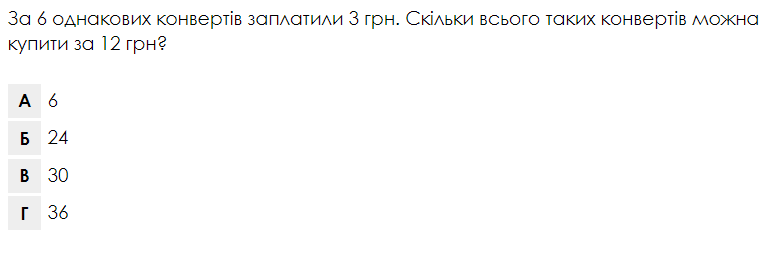 За 6 однакових конвертів заплатили 3 грн. Скільки всього таких конвертів можна
купити за 12 грн?
А 6
Б 24
В 30
Г 36